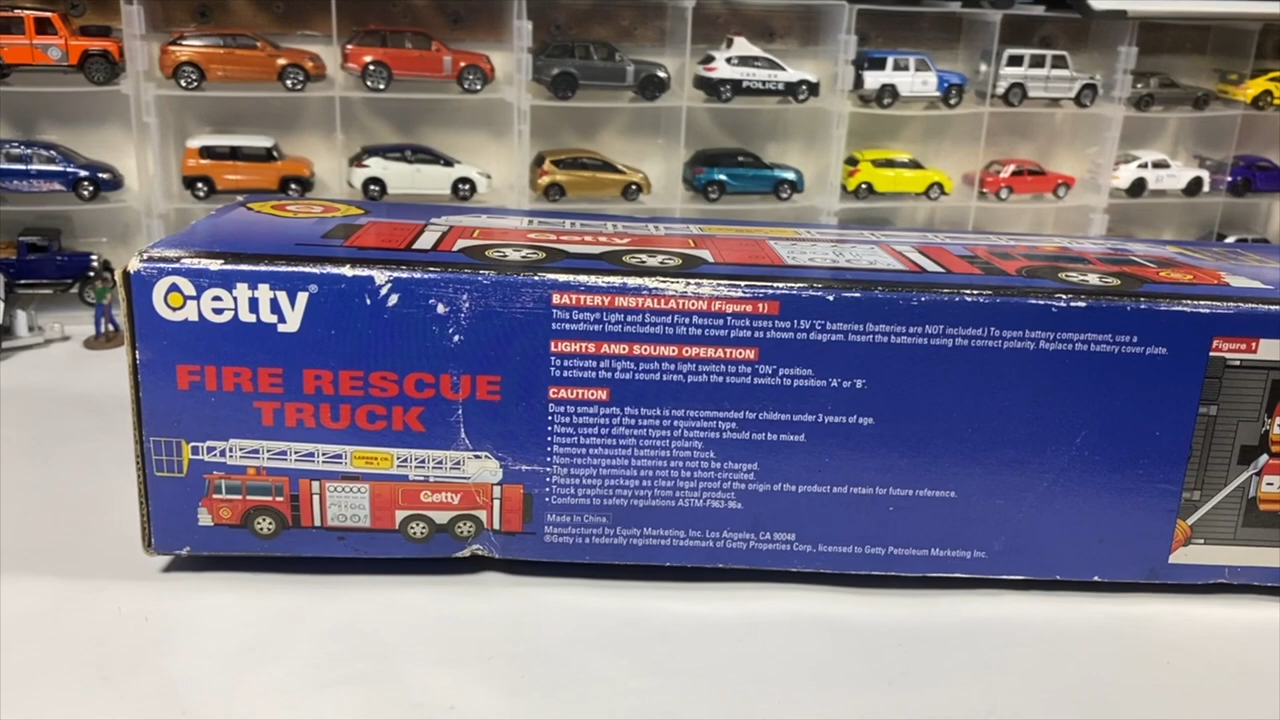 POLICE
Getty
Getty®
FIRE RESCUE
TRUCK
LADDER CO.
NO. 1
Getty
BATTERY INSTALLATION (Figure 1)
This Getty® Light and Sound Fire Rescue Truck uses two 1.5V "C" batteries (batteries are NOT included.) To open battery compartment, use a
screwdriver (not included) to lift the cover plate as shown on diagram. Insert the batteries using the correct polarity. Replace the battery cover plate.
LIGHTS AND SOUND OPERATION
To activate all lights, push the light switch to the "ON" position.
To activate the dual sound siren, push the sound switch to position "A" or "B".
CAUTION
Due to small parts, this truck is not recommended for children under 3 years of age.
• Use batteries of the same or equivalent type.
• New, used or different types of batteries should not be mixed.
• Insert batteries with correct polarity.
• Remove exhausted batteries from truck.
• Non-rechargeable batteries are not to be charged.
• The supply terminals are not to be short-circuited.
• Please keep package as clear legal proof of the origin of the product and retain for future reference.
• Truck graphics may vary from actual product.
• Conforms to safety regulations ASTM-F963-96a.
Made In China.
Manufactured by Equity Marketing, Inc. Los Angeles, CA 90048
®Getty is a federally registered trademark of Getty Properties Corp., licensed to Getty Petroleum Marketing Inc.
Figure 1